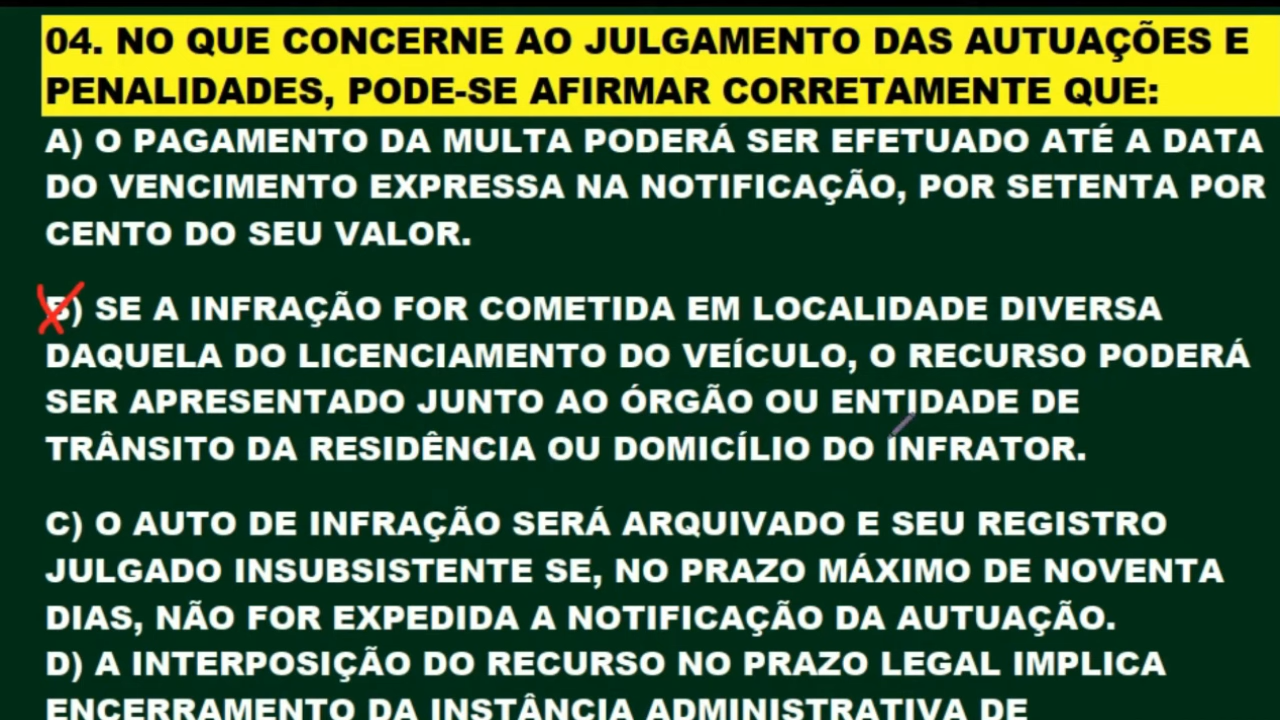 04. NO QUE CONCERNE AO JULGAMENTO DAS AUTUAÇÕES E
PENALIDADES, PODE-SE AFIRMAR CORRETAMENTE QUE:
A) O PAGAMENTO DA MULTA PODERÁ SER EFETUADO ATÉ A DATA
DO VENCIMENTO EXPRESSA NA NOTIFICAÇÃO, POR SETENTA POR
CENTO DO SEU VALOR.
B) SE A INFRAÇÃO FOR COMETIDA EM LOCALIDADE DIVERSA
DAQUELA DO LICENCIAMENTO DO VEÍCULO, O RECURSO PODERÁ
SER APRESENTADO JUNTO AO ÓRGÃO OU ENTIDADE DE
TRÂNSITO DA RESIDÊNCIA OU DOMICÍLIO DO INFRATOR.
C) O AUTO DE INFRAÇÃO SERÁ ARQUIVADO E SEU REGISTRO
JULGADO INSUBSISTENTE SE, NO PRAZO MÁXIMO DE NOVENTA
DIAS, NÃO FOR EXPEDIDA A NOTIFICAÇÃO DA AUTUAÇÃO.
D) A INTERPOSIÇÃO DO RECURSO NO PRAZO LEGAL IMPLICA
ENCERRAMENTO DA INSTÂNCIA ADMINISTRATIVA DE